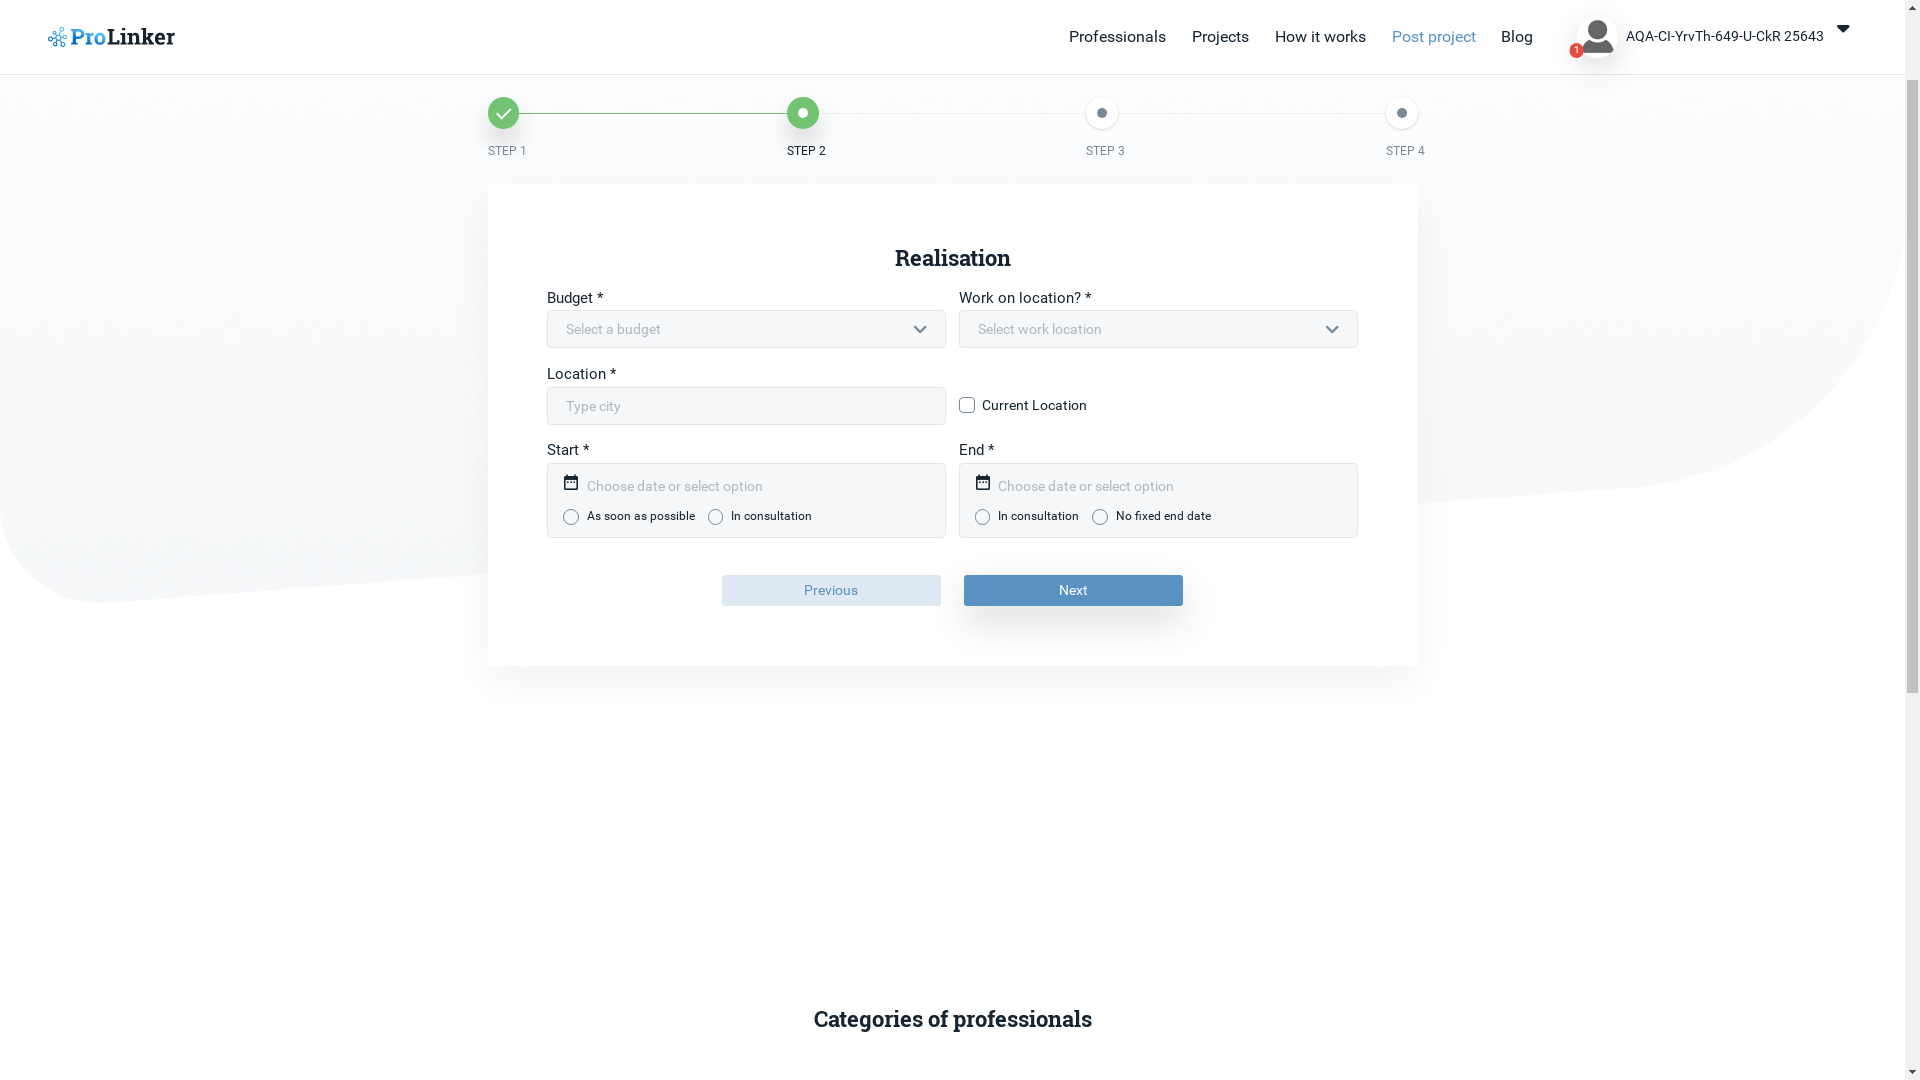 ProLinker
Professionals Projects How it works Post project Blog 1 AQA-CI-YrvTh-649-U-CkR 25643
STEP 1 STEP 2 STEP 3 STEP 4
Realisation
Budget * Work on location? *
Select a budget Select work location
Location *
Type city Current Location
Start * End *
Choose date or select option Choose date or select option
As soon as possible In consultation In consultation No fixed end date
Previous Next
Categories of professionals